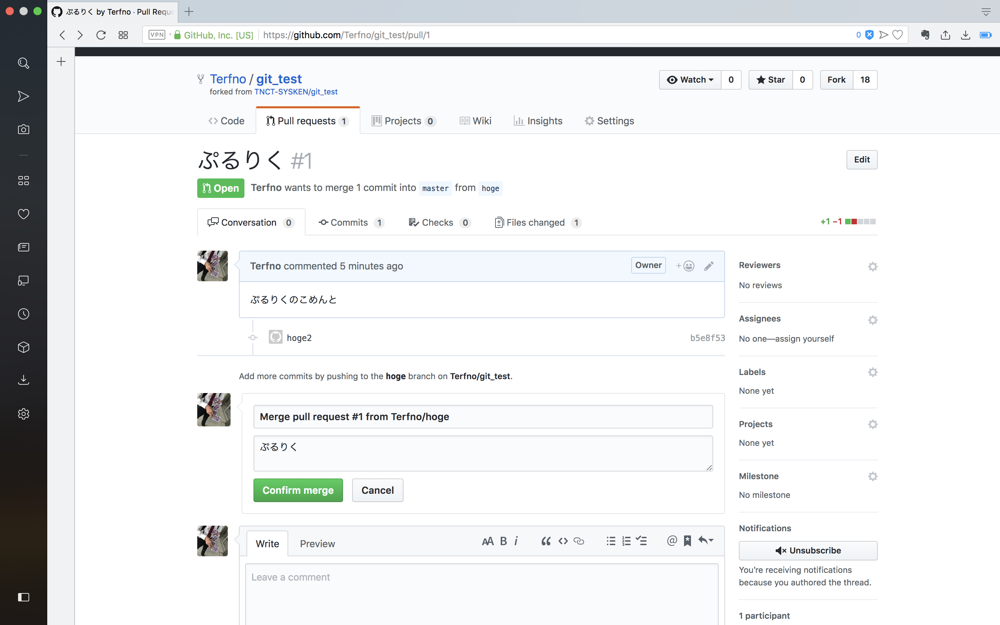 ぷるりく by Terfno · Pull Reque
VPN GitHub, Inc. [US] https://github.com/Terfno/git_test/pull/1 0
Terfno / git_test
Watch 0 Star 0 Fork 18
forked from TNCT-SYSKEN/git_test
Code Pull requests 1 Projects 0 Wiki Insights Settings
ぷるりく #1
Edit
Open Terfno wants to merge 1 commit into master from hoge
Conversation 0 Commits 1 Checks 0 Files changed 1 +1 −1
Terfno commented 5 minutes ago Owner
ぷるりくのこめんと
hoge2 b5e8f53
Add more commits by pushing to the hoge branch on Terfno/git_test.
Merge pull request #1 from Terfno/hoge
ぷるりく
Confirm merge Cancel
Write Preview
Leave a comment
Reviewers
No reviews
Assignees
No one—assign yourself
Labels
None yet
Projects
None yet
Milestone
No milestone
Notifications
Unsubscribe
You’re receiving notifications
because you authored the thread.
1 participant